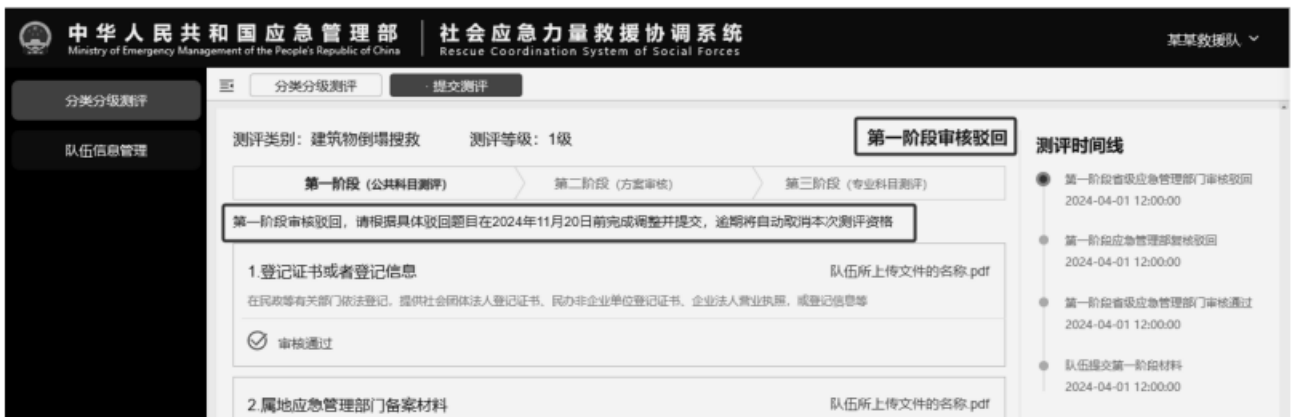 中华人民共和国应急管理部
Ministry of Emergency Management of the People's Republic of China
社会应急力量救援协调系统
Rescue Coordination System of Social Forces
某某救援队
分类分级测评
队伍信息管理
分类分级测评
· 提交测评
测评类别：建筑物倒塌搜救 测评等级：1级
第一阶段审核驳回
第一阶段（公共科目测评）
第二阶段（方案审核）
第三阶段（专业科目测评）
第一阶段审核驳回，请根据具体驳回题目在2024年11月20日前完成调整并提交，逾期将自动取消本次测评资格
1.登记证书或者登记信息
队伍所上传文件的名称.pdf
在民政等有关部门依法登记。提供社会团体法人登记证书、民办非企业单位登记证书、企业法人营业执照、或登记信息等
审核通过
2.属地应急管理部门备案材料
队伍所上传文件的名称.pdf
测评时间线
第一阶段省级应急管理部门审核驳回
2024-04-01 12:00:00
第一阶段应急管理部复核驳回
2024-04-01 12:00:00
第一阶段省级应急管理部门审核通过
2024-04-01 12:00:00
队伍提交第一阶段材料
2024-04-01 12:00:00